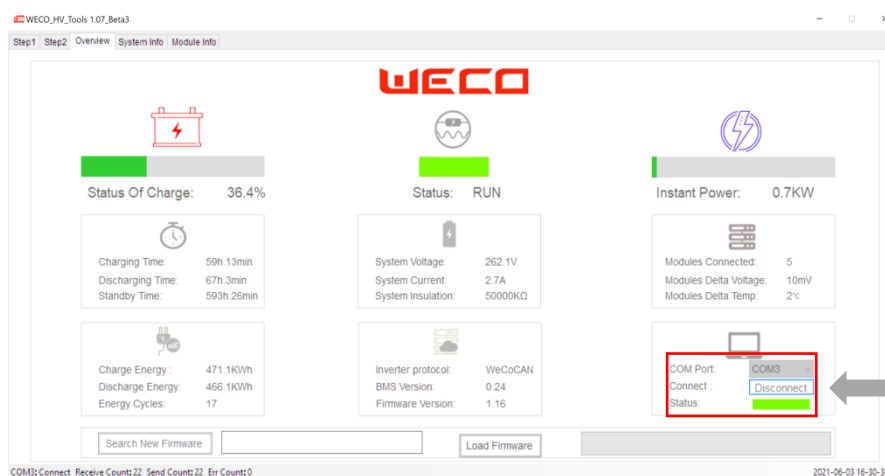 WECO_HV_Tools 1.07_Beta3
Step1 Step2 Overview System Info Module Info
WECO
Status Of Charge: 36.4%
Status: RUN
Instant Power: 0.7KW
Charging Time: 59h.13min
Discharging Time: 67h.3min
Standby Time: 593h.26min
System Voltage: 262.1V
System Current: 2.7A
System Insulation: 50000KΩ
Modules Connected: 5
Modules Delta Voltage: 10mV
Modules Delta Temp: 2℃
Charge Energy : 471.1KWh
Discharge Energy: 466.1KWh
Energy Cycles: 17
Inverter protocol: WeCoCAN
BMS Version: 0.24
Firmware Version: 1.16
COM Port: COM3
Connect : Disconnect
Status:
Search New Firmware
Load Firmware
COM3: Connect Receive Count: 22 Send Count: 22 Err Count: 0
2021-06-03 16-30-3